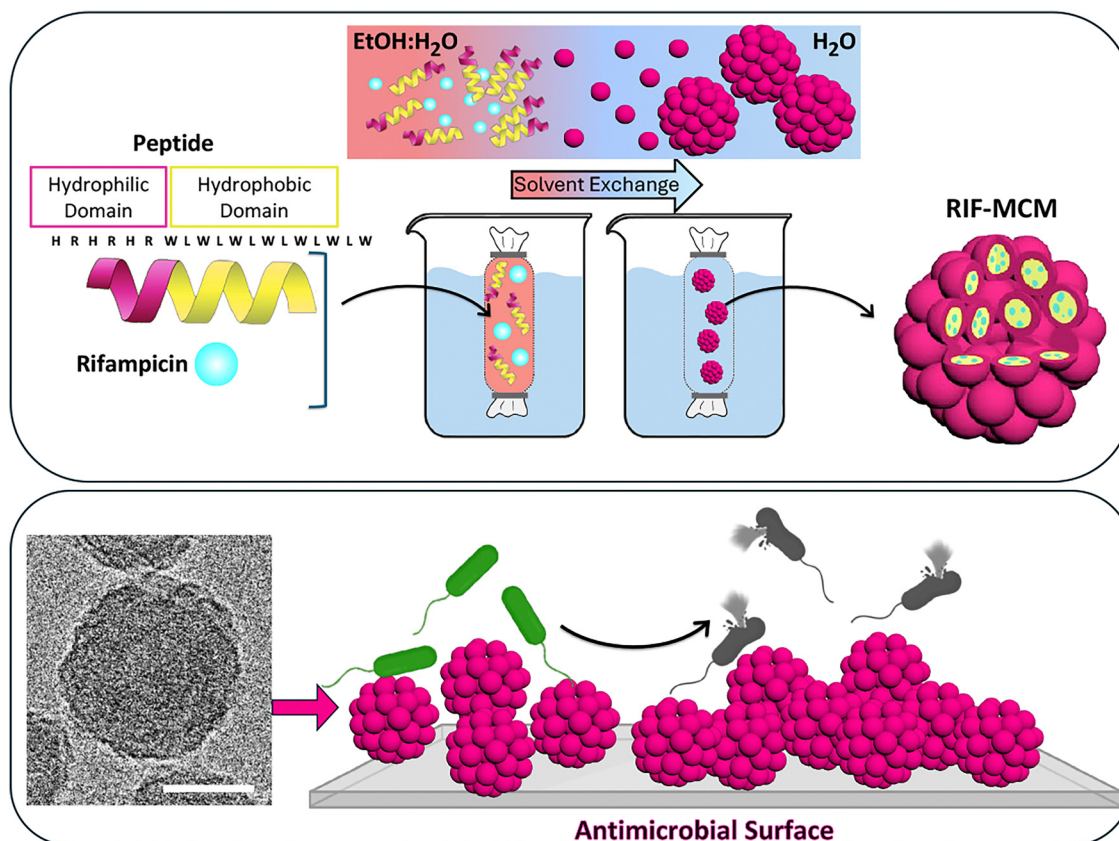 EtOH:H₂O
H₂O
Peptide
Hydrophilic Domain
Hydrophobic Domain
H R H R H R W L W L W L W L W L W L W
Solvent Exchange
RIF-MCM
Rifampicin
Antimicrobial Surface